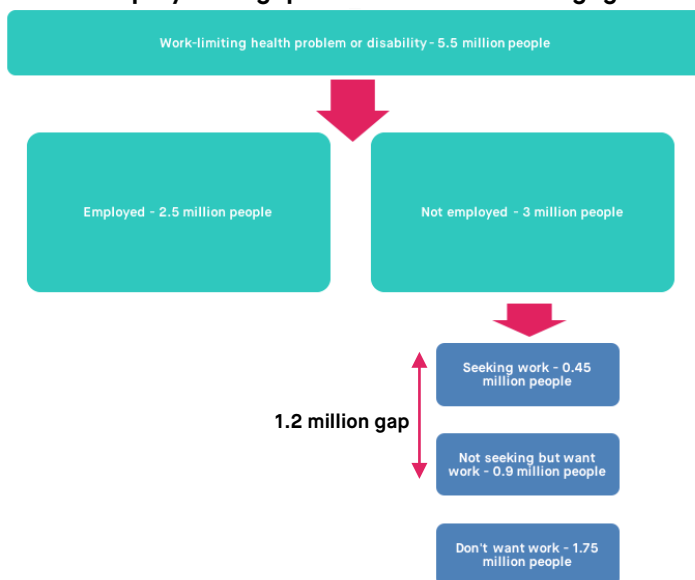 Work-limiting health problem or disability - 5.5 million people
Employed - 2.5 million people
Not employed - 3 million people
Seeking work - 0.45
million people
1.2 million gap
Not seeking but want
work - 0.9 million people
Don't want work - 1.75
million people